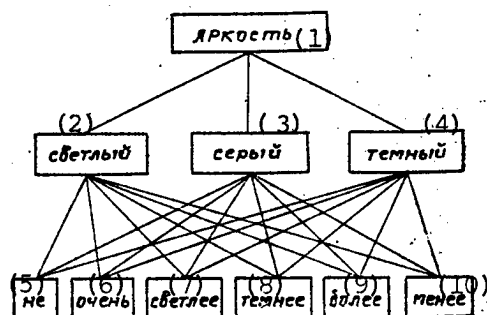 яркость (1)
(2) (3) (4)
светлый серый темный
(5) (6) (7) (8) (9) (10)
не очень светлее темнее более менее